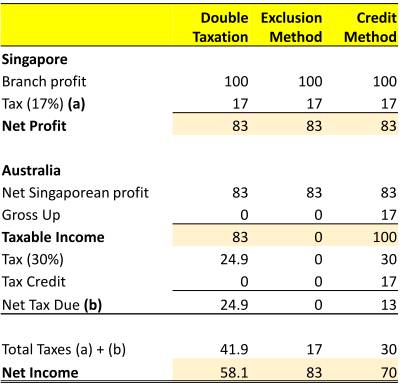 Double Exclusion Credit
Taxation Method Method
Singapore
Branch profit 100 100 100
Tax (17%) (a) 17 17 17
Net Profit 83 83 83
Australia
Net Singaporean profit 83 83 83
Gross Up 0 0 17
Taxable Income 83 0 100
Tax (30%) 24.9 0 30
Tax Credit 0 0 17
Net Tax Due (b) 24.9 0 13
Total Taxes (a) + (b) 41.9 17 30
Net Income 58.1 83 70